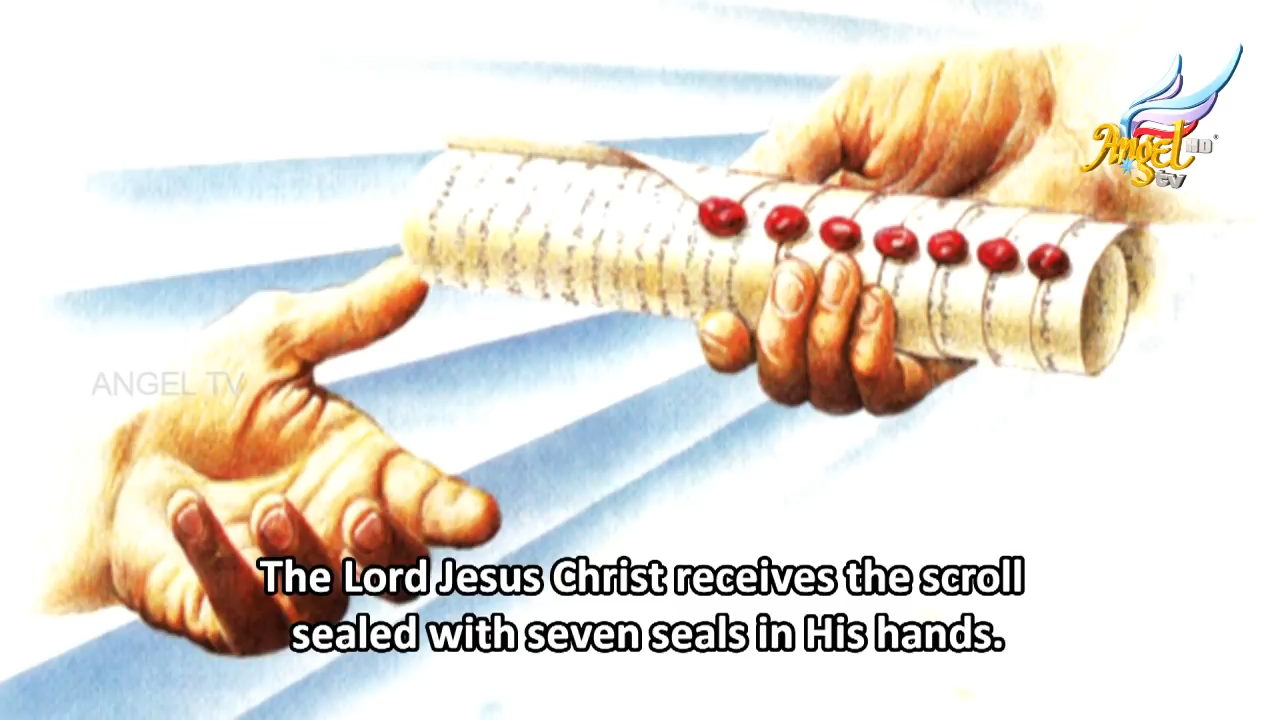 Angel HD
tv
ANGEL TV
The Lord Jesus Christ receives the scroll
sealed with seven seals in His hands.